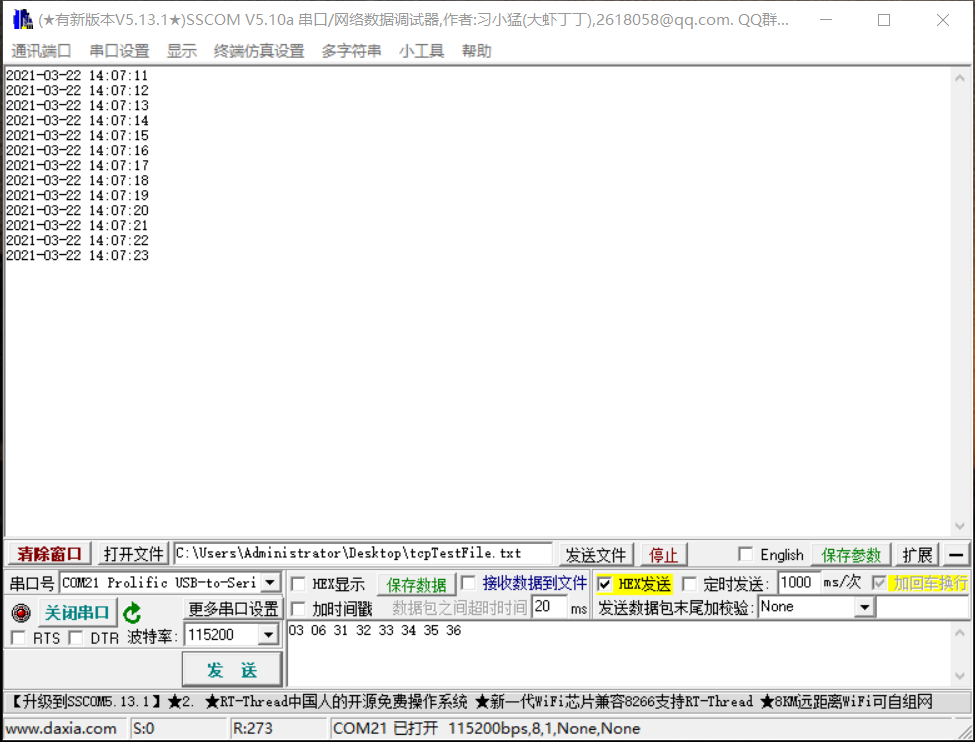 (★有新版本V5.13.1★)SSCOM V5.10a 串口/网络数据调试器,作者:习小猛(大虾丁丁),2618058@qq.com. QQ群...
通讯端口 串口设置 显示 终端仿真设置 多字符串 小工具 帮助
2021-03-22 14:07:11
2021-03-22 14:07:12
2021-03-22 14:07:13
2021-03-22 14:07:14
2021-03-22 14:07:15
2021-03-22 14:07:16
2021-03-22 14:07:17
2021-03-22 14:07:18
2021-03-22 14:07:19
2021-03-22 14:07:20
2021-03-22 14:07:21
2021-03-22 14:07:22
2021-03-22 14:07:23
清除窗口 打开文件 C:\Users\Administrator\Desktop\tcpTestFile.txt 发送文件 停止 English 保存参数 扩展 —
串口号 COM21 Prolific USB-to-Seri HEX显示 保存数据 接收数据到文件 HEX发送 定时发送: 1000 ms/次 加回车换行
关闭串口 更多串口设置 加时间戳 数据包之间超时时间 20 ms 发送数据包末尾加校验: None
RTS DTR 波特率: 115200 03 06 31 32 33 34 35 36
发 送
【升级到SSCOM5.13.1】★2. ★RT-Thread中国人的开源免费操作系统 ★新一代WiFi芯片兼容8266支持RT-Thread ★8KM远距离WiFi可自组网
www.daxia.com S:0 R:273 COM21 已打开 115200bps,8,1,None,None